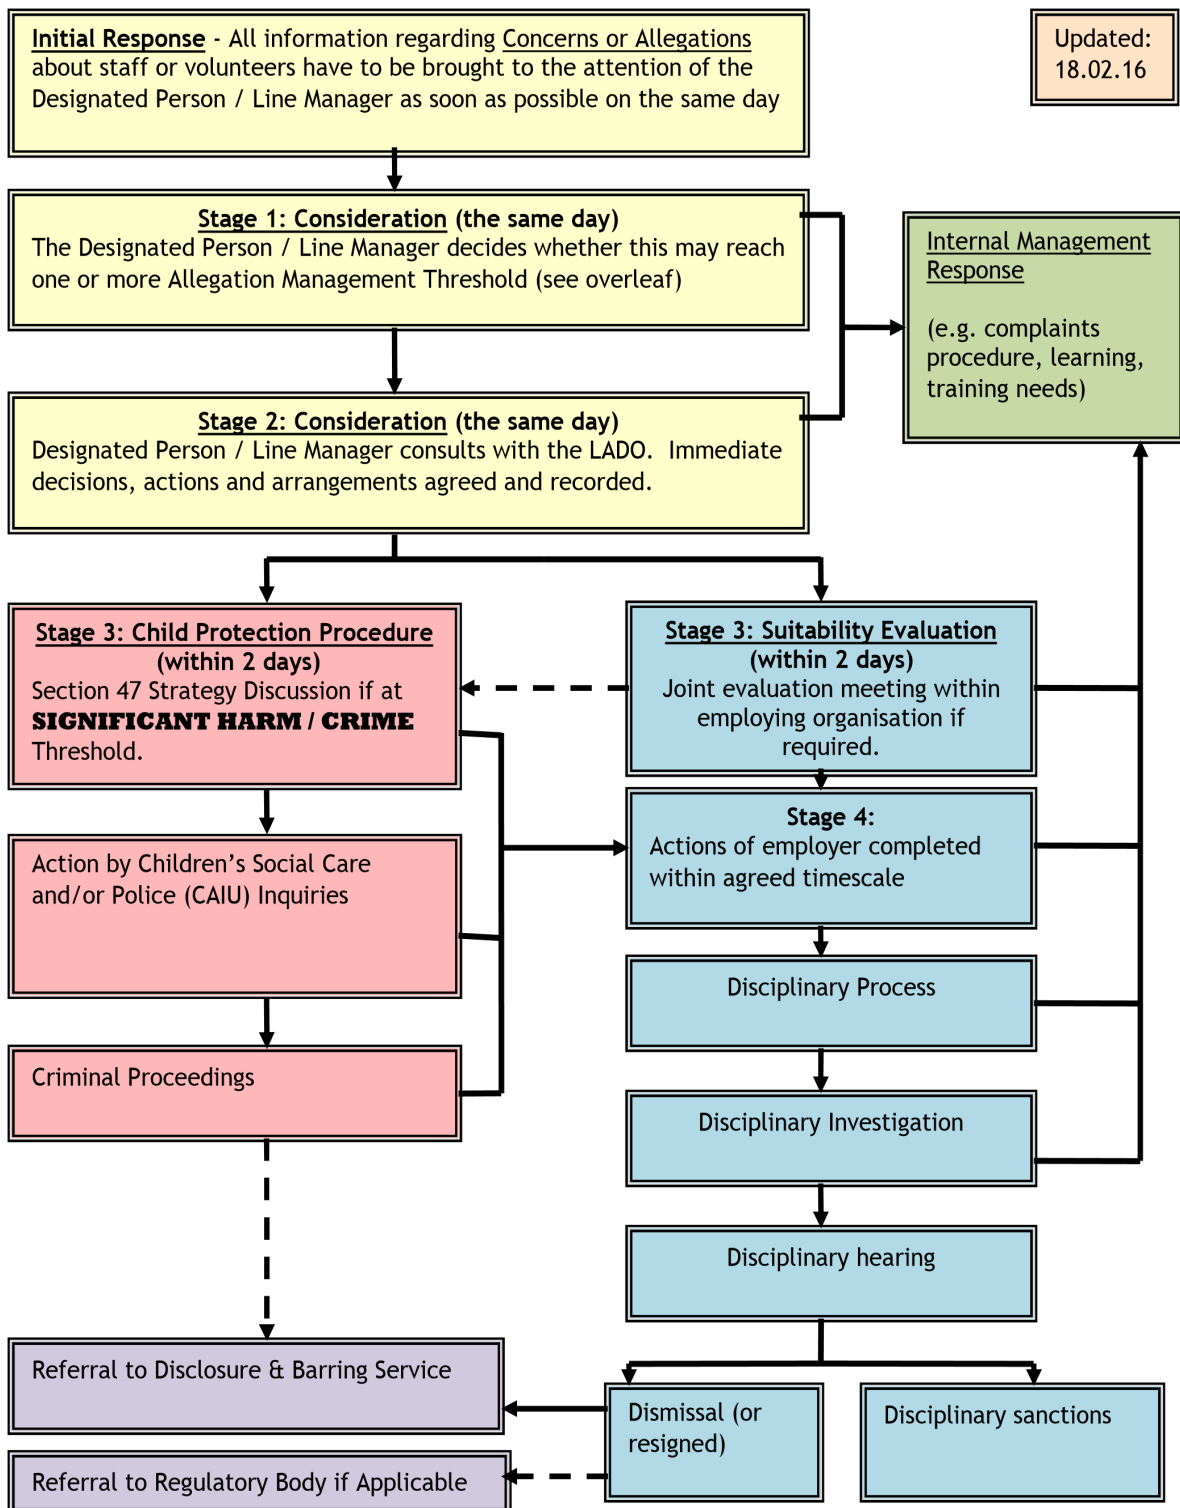 Initial Response - All information regarding Concerns or Allegations
about staff or volunteers have to be brought to the attention of the
Designated Person / Line Manager as soon as possible on the same day
Updated:
18.02.16
Stage 1: Consideration (the same day)
The Designated Person / Line Manager decides whether this may reach
one or more Allegation Management Threshold (see overleaf)
Internal Management
Response
(e.g. complaints
procedure, learning,
training needs)
Stage 2: Consideration (the same day)
Designated Person / Line Manager consults with the LADO.  Immediate
decisions, actions and arrangements agreed and recorded.
Stage 3: Child Protection Procedure
(within 2 days)
Section 47 Strategy Discussion if at
SIGNIFICANT HARM / CRIME
Threshold.
Stage 3: Suitability Evaluation
(within 2 days)
Joint evaluation meeting within
employing organisation if
required.
Stage 4:
Actions of employer completed
within agreed timescale
Action by Children’s Social Care
and/or Police (CAIU) Inquiries
Disciplinary Process
Criminal Proceedings
Disciplinary Investigation
Disciplinary hearing
Referral to Disclosure & Barring Service
Dismissal (or
resigned)
Disciplinary sanctions
Referral to Regulatory Body if Applicable